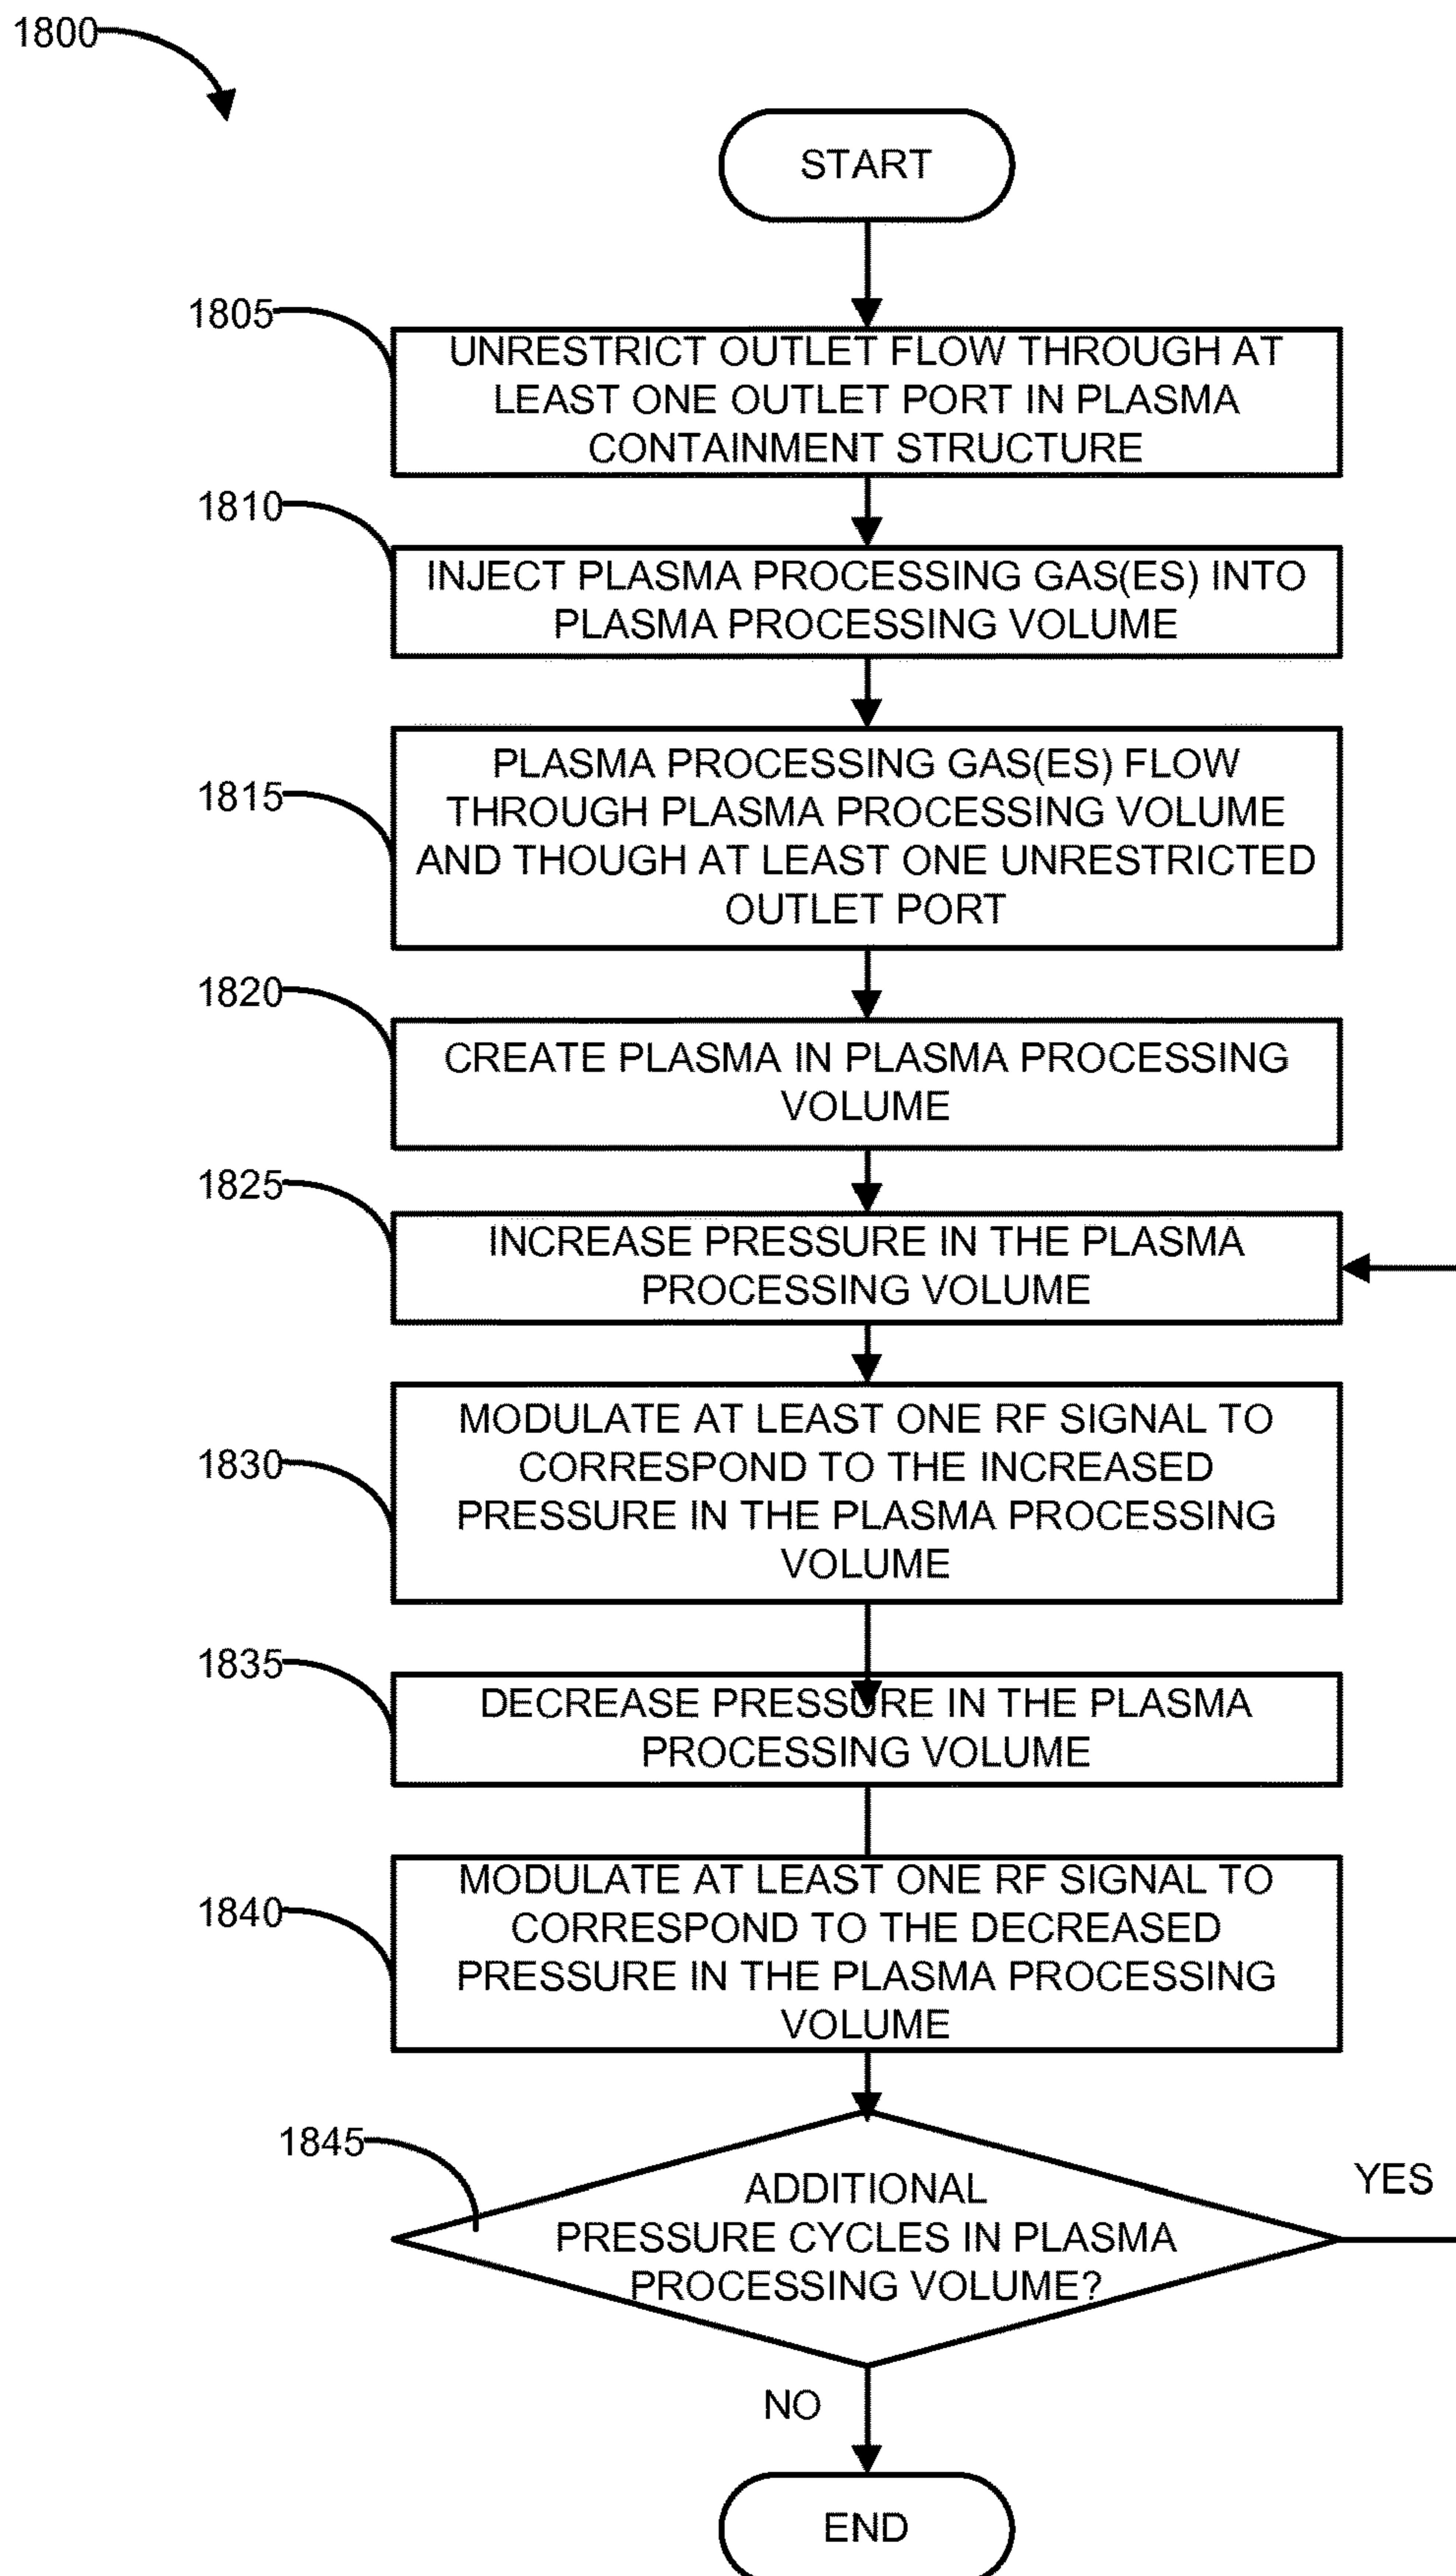 1800
START
1805
UNRESTRICT OUTLET FLOW THROUGH AT
LEAST ONE OUTLET PORT IN PLASMA
CONTAINMENT STRUCTURE
1810
INJECT PLASMA PROCESSING GAS(ES) INTO
PLASMA PROCESSING VOLUME
1815
PLASMA PROCESSING GAS(ES) FLOW
THROUGH PLASMA PROCESSING VOLUME
AND THOUGH AT LEAST ONE UNRESTRICTED
OUTLET PORT
1820
CREATE PLASMA IN PLASMA PROCESSING
VOLUME
1825
INCREASE PRESSURE IN THE PLASMA
PROCESSING VOLUME
1830
MODULATE AT LEAST ONE RF SIGNAL TO
CORRESPOND TO THE INCREASED
PRESSURE IN THE PLASMA PROCESSING
VOLUME
1835
DECREASE PRESSURE IN THE PLASMA
PROCESSING VOLUME
1840
MODULATE AT LEAST ONE RF SIGNAL TO
CORRESPOND TO THE DECREASED
PRESSURE IN THE PLASMA PROCESSING
VOLUME
1845
ADDITIONAL
PRESSURE CYCLES IN PLASMA
PROCESSING VOLUME?
YES
NO
END